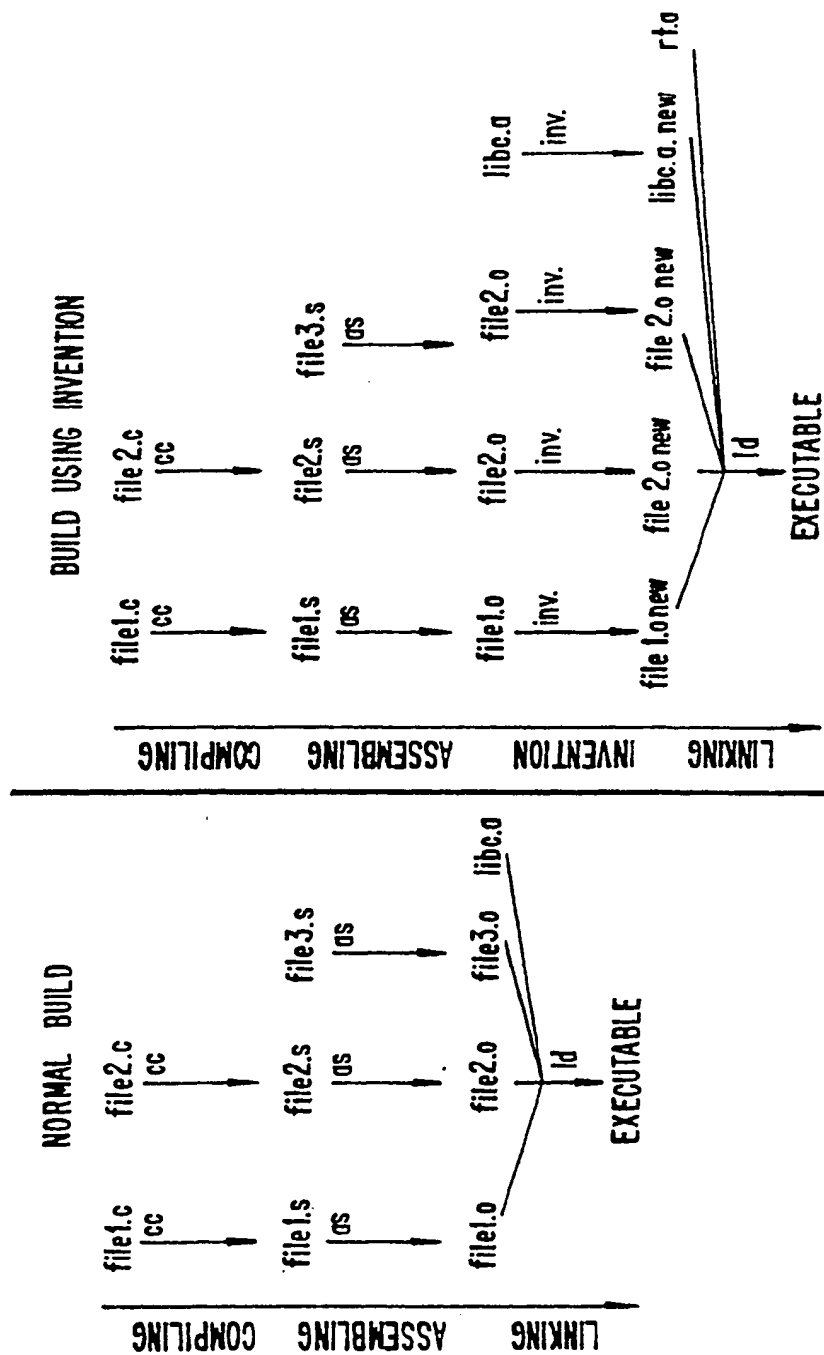 NORMAL BUILD
file1.c
file2.c
cc
cc
file1.s
file2.s
file3.s
as
as
as
file1.o
file2.o
file3.o
libc.a
ld
EXECUTABLE
COMPILING
ASSEMBLING
LINKING
BUILD USING INVENTION
file1.c
file2.c
cc
cc
file1.s
file2.s
file3.s
as
as
as
file1.o
file2.o
file2.o
libc.a
inv.
inv.
inv.
inv.
file 1.o new
file 2.o new
file 2.o new
libc.a. new
rt.o
ld
EXECUTABLE
COMPILING
ASSEMBLING
INVENTION
LINKING